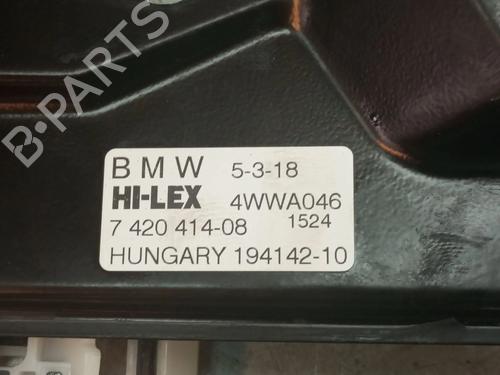 B-PARTS
BMW 5-3-18
HI-LEX 4WWA046
7 420 414-08 1524
HUNGARY 194142-10